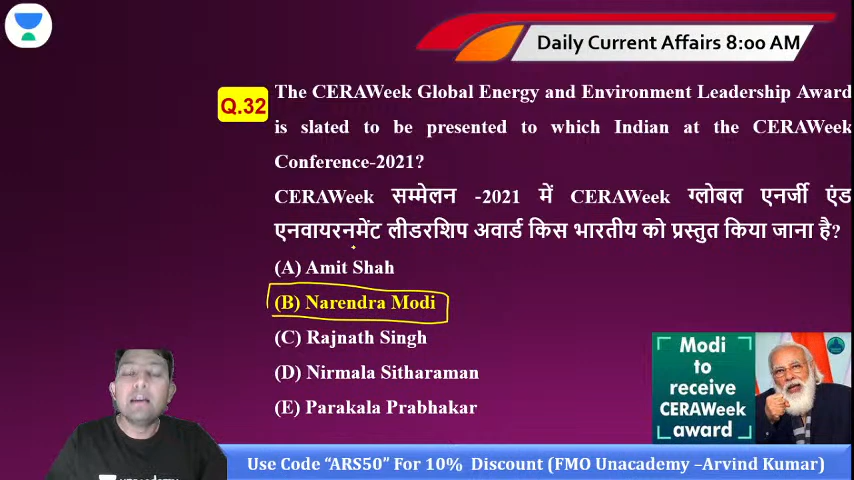 Daily Current Affairs 8:00 AM
Q.32
The CERAWeek Global Energy and Environment Leadership Award
is slated to be presented to which Indian at the CERAWeek
Conference-2021?
CERAWeek सम्मेलन -2021 में CERAWeek ग्लोबल एनर्जी एंड
एनवायरनमेंट लीडरशिप अवार्ड किस भारतीय को प्रस्तुत किया जाना है?
(A) Amit Shah
(B) Narendra Modi
(C) Rajnath Singh
(D) Nirmala Sitharaman
(E) Parakala Prabhakar
Modi
to
receive
CERAWeek
award
Use Code “ARS50” For 10% Discount (FMO Unacademy –Arvind Kumar)